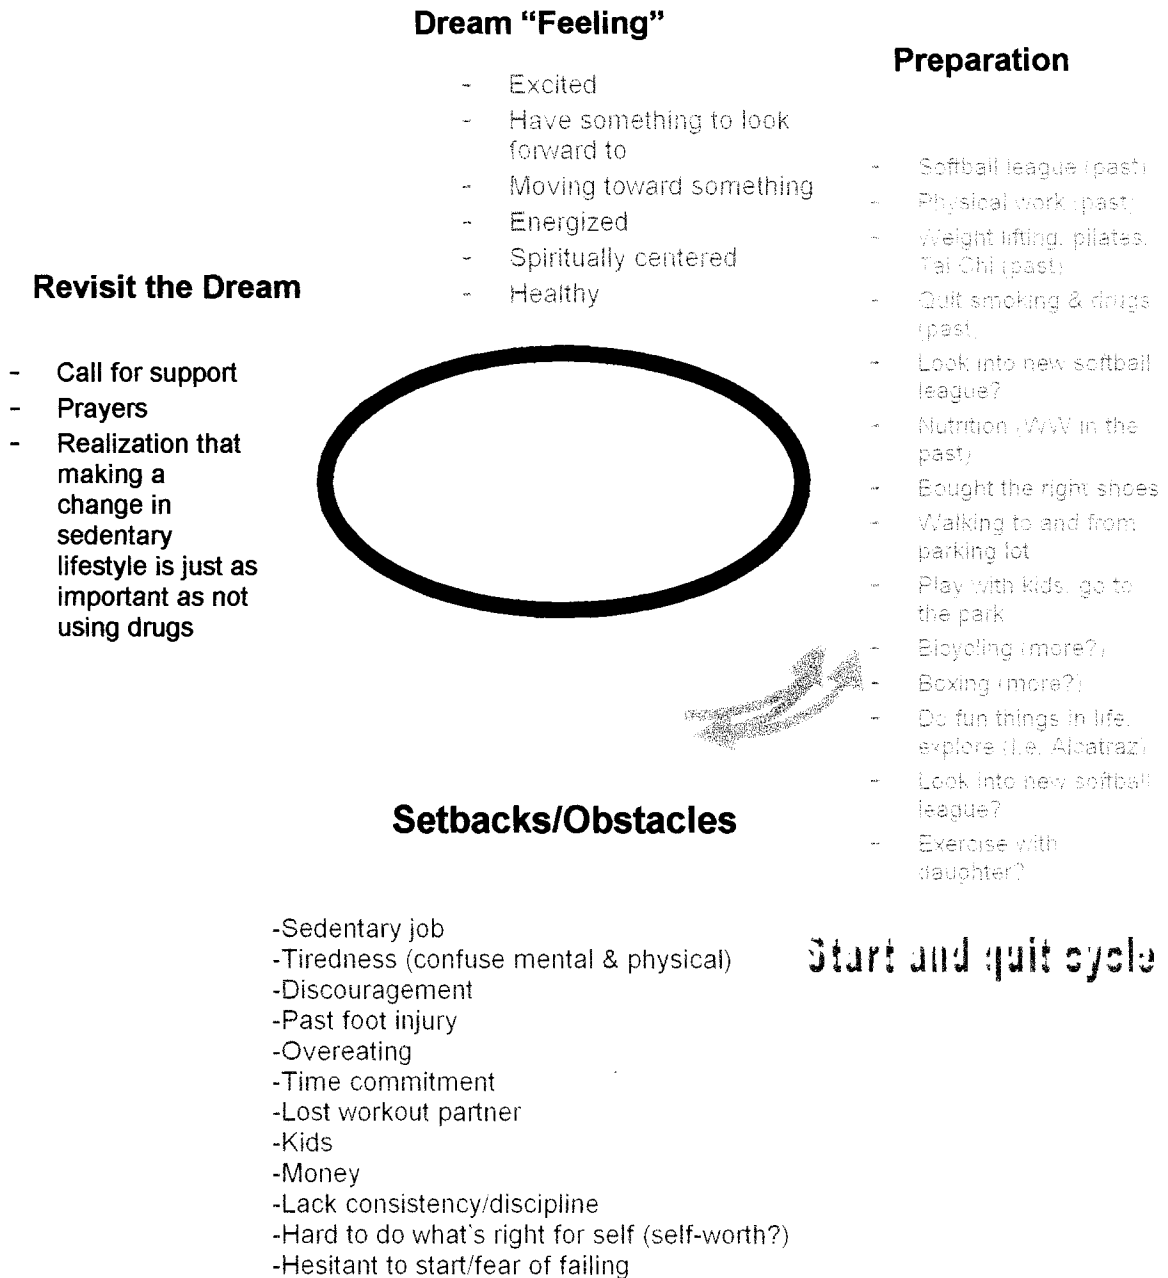 Dream “Feeling”
- Excited
- Have something to look
forward to
- Moving toward something
- Energized
- Spiritually centered
- Healthy
Preparation
- Softball league (past)
- Physical work (past)
- Weight lifting, pilates,
Tai Chi (past)
- Quit smoking & drugs
(past)
- Look into new softball
league?
- Nutrition (WW in the
past)
- Bought the right shoes
- Walking to and from
parking lot
- Play with kids, go to
the park
- Bicycling (more?)
- Boxing (more?)
- Do fun things in life,
explore (i.e. Alcatraz)
- Look into new softball
league?
- Exercise with
daughter?
Revisit the Dream
- Call for support
- Prayers
- Realization that
making a
change in
sedentary
lifestyle is just as
important as not
using drugs
Setbacks/Obstacles
-Sedentary job
-Tiredness (confuse mental & physical)
-Discouragement
-Past foot injury
-Overeating
-Time commitment
-Lost workout partner
-Kids
-Money
-Lack consistency/discipline
-Hard to do what's right for self (self-worth?)
-Hesitant to start/fear of failing
Start and quit cycle